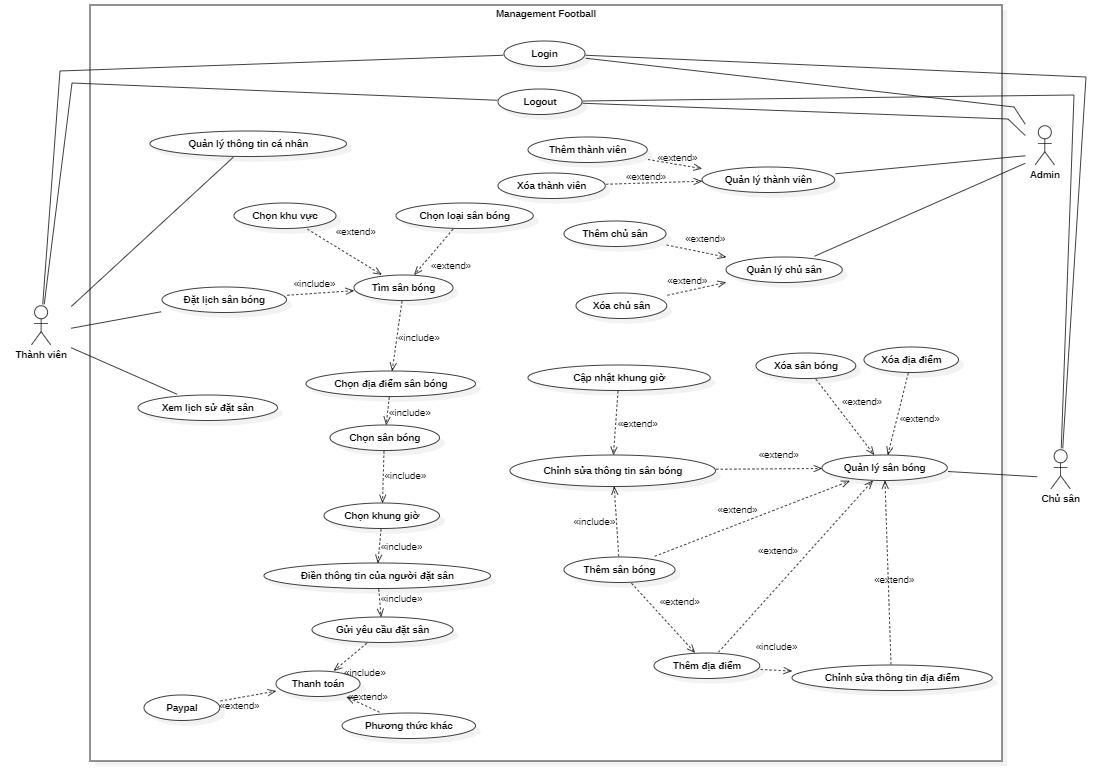 Management Football
Login
Logout
Quản lý thông tin cá nhân
Thêm thành viên
«extend»
Xóa thành viên
«extend»
Quản lý thành viên
Admin
Chọn khu vực
Chọn loại sân bóng
«extend»
«extend»
Thêm chủ sân
«extend»
Quản lý chủ sân
«extend»
Xóa chủ sân
Đặt lịch sân bóng
«include»
Tìm sân bóng
Thành viên
«include»
Chọn địa điểm sân bóng
«include»
Xem lịch sử đặt sân
Chọn sân bóng
«include»
Chọn khung giờ
«include»
Điền thông tin của người đặt sân
«include»
Gửi yêu cầu đặt sân
«include»
Thanh toán
Paypal
«extend»
«extend»
Phương thức khác
Cập nhật khung giờ
Xóa sân bóng
Xóa địa điểm
«extend»
«extend»
«extend»
Chỉnh sửa thông tin sân bóng
«extend»
Quản lý sân bóng
Chủ sân
«include»
«extend»
«extend»
Thêm sân bóng
«extend»
«extend»
«include»
Thêm địa điểm
Chỉnh sửa thông tin địa điểm